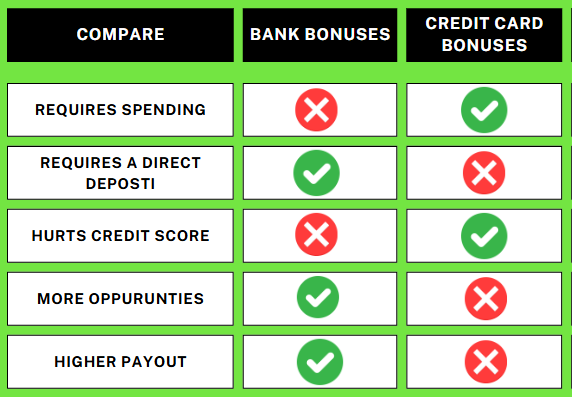 COMPARE
BANK BONUSES
CREDIT CARD
BONUSES
REQUIRES SPENDING
REQUIRES A DIRECT
DEPOSTI
HURTS CREDIT SCORE
MORE OPPURUNTIES
HIGHER PAYOUT